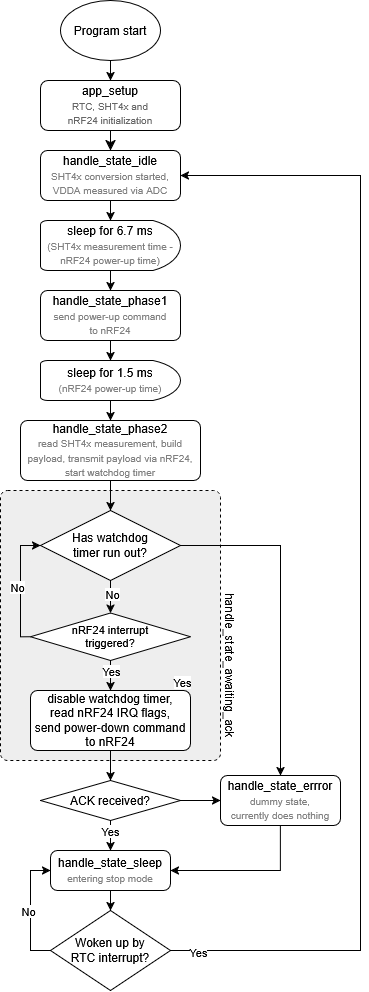 Program start
app_setup
RTC, SHT4x and
nRF24 initialization
handle_state_idle
SHT4x conversion started,
VDDA measured via ADC
sleep for 6.7 ms
(SHT4x measurement time -
nRF24 power-up time)
handle_state_phase1
send power-up command
to nRF24
sleep for 1.5 ms
(nRF24 power-up time)
handle_state_phase2
read SHT4x measurement, build
payload, transmit payload via nRF24,
start watchdog timer
Has watchdog
timer run out?
No
No
nRF24 interrupt
triggered?
Yes
Yes
disable watchdog timer,
read nRF24 IRQ flags,
send power-down command
to nRF24
handle_state_awaiting_ack
ACK received?
handle_state_errror
dummy state,
currently does nothing
Yes
handle_state_sleep
entering stop mode
No
Woken up by
RTC interrupt?
Yes